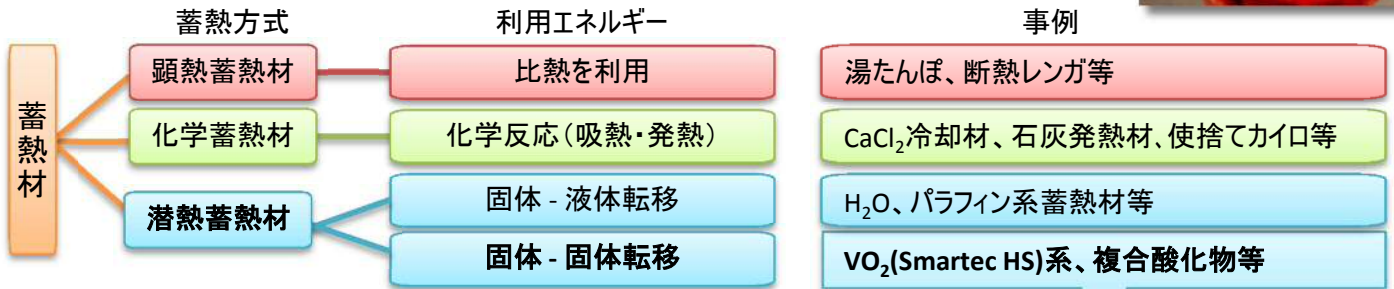 蓄熱方式 利用エネルギー 事例
蓄熱材
顕熱蓄熱材 比熱を利用 湯たんぽ、断熱レンガ等
化学蓄熱材 化学反応(吸熱・発熱) CaCl₂冷却材、石灰発熱材、使捨てカイロ等
潜熱蓄熱材
固体 - 液体転移 H₂O、パラフィン系蓄熱材等
固体 - 固体転移 VO₂(Smartec HS)系、複合酸化物等